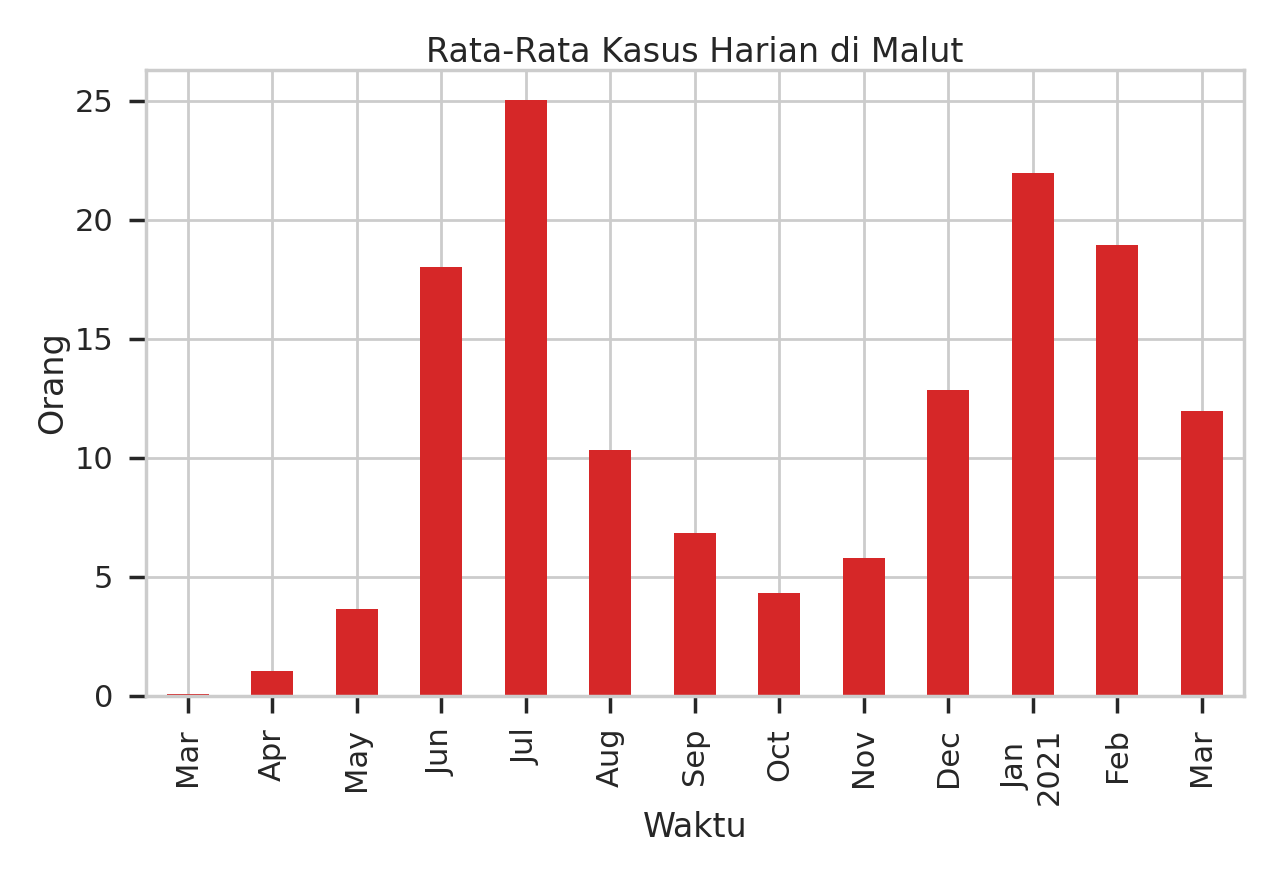 Rata-Rata Kasus Harian di Malut
25
20
15
10
5
0
Orang
Mar
Apr
May
Jun
Jul
Aug
Sep
Oct
Nov
Dec
Jan
2021
Feb
Mar
Waktu